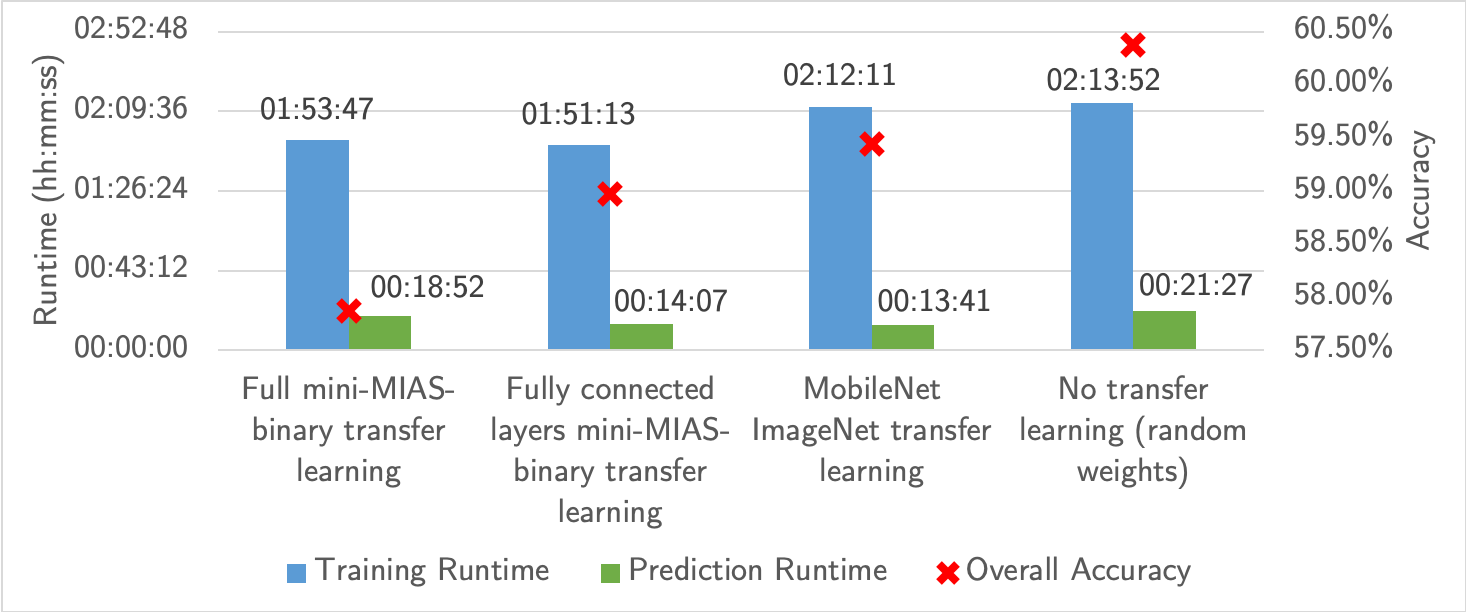 02:52:48
02:09:36
01:26:24
00:43:12
00:00:00
Runtime (hh:mm:ss)
01:53:47
01:51:13
02:12:11
02:13:52
00:18:52
00:14:07
00:13:41
00:21:27
60.50%
60.00%
59.50%
59.00%
58.50%
58.00%
57.50%
Accuracy
Full mini-MIAS-
binary transfer
learning
Fully connected
layers mini-MIAS-
binary transfer
learning
MobileNet
ImageNet transfer
learning
No transfer
learning (random
weights)
Training Runtime
Prediction Runtime
Overall Accuracy